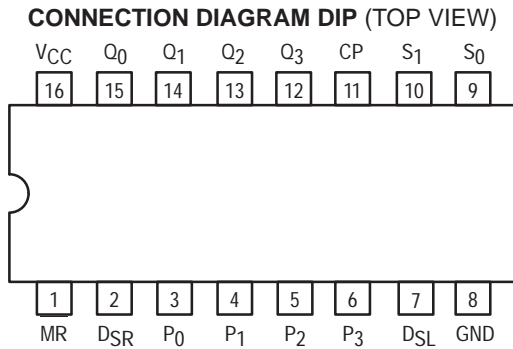 CONNECTION DIAGRAM DIP (TOP VIEW)
VCC Q0 Q1 Q2 Q3 CP S1 S0
16 15 14 13 12 11 10 9
1 2 3 4 5 6 7 8
MR DSR P0 P1 P2 P3 DSL GND